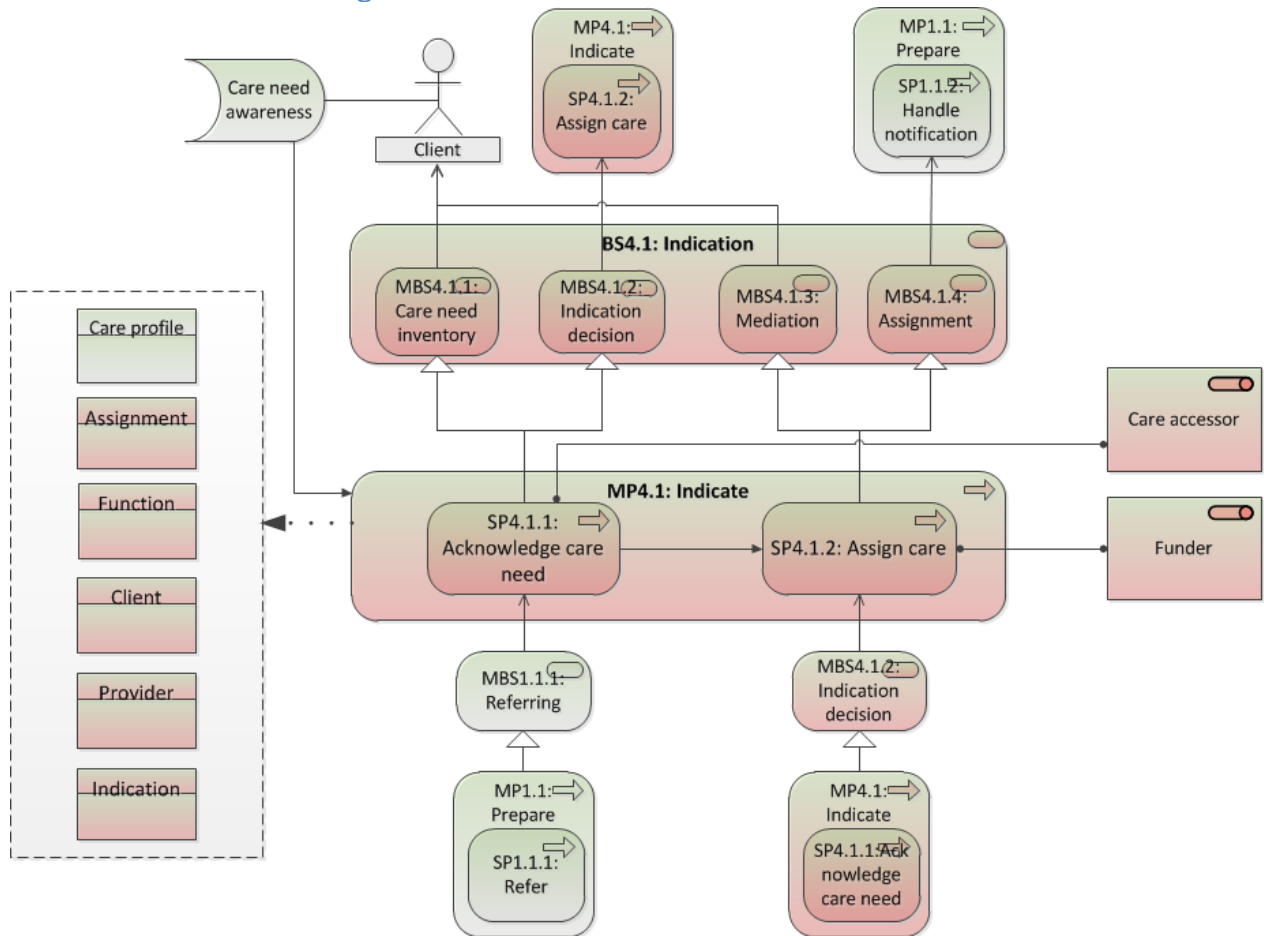 MP4.1:
Indicate
SP4.1.2:
Assign care
MP1.1:
Prepare
SP1.1.2:
Handle
notification
Care need
awareness
Client
BS4.1: Indication
MBS4.1.1:
Care need
inventory
MBS4.1.2:
Indication
decision
MBS4.1.3:
Mediation
MBS4.1.4:
Assignment
Care profile
Assignment
Function
Client
Provider
Indication
Care accessor
Funder
MP4.1: Indicate
SP4.1.1:
Acknowledge care
need
SP4.1.2: Assign care
MBS1.1.1:
Referring
MBS4.1.2:
Indication
decision
MP1.1:
Prepare
SP1.1.1:
Refer
MP4.1:
Indicate
SP4.1.1:Ack
nowledge
care need